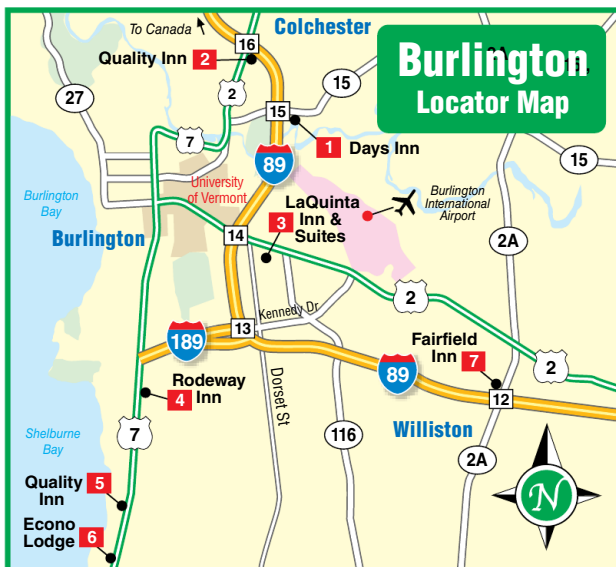 To Canada
Colchester
16
Quality Inn 2
Burlington
Locator Map
2A
15
27
2
15
15
7
1 Days Inn
89
15
University
of Vermont
Burlington
Bay
LaQuinta
Inn &
Suites
3
Burlington
International
Airport
Burlington
14
2A
2
Kennedy Dr
13
189
Fairfield
Inn 7
2
89
Rodeway
Inn
4
Dorset St
12
7
116
Williston
Shelburne
Bay
2A
Quality
Inn
5
N
Econo
Lodge 6